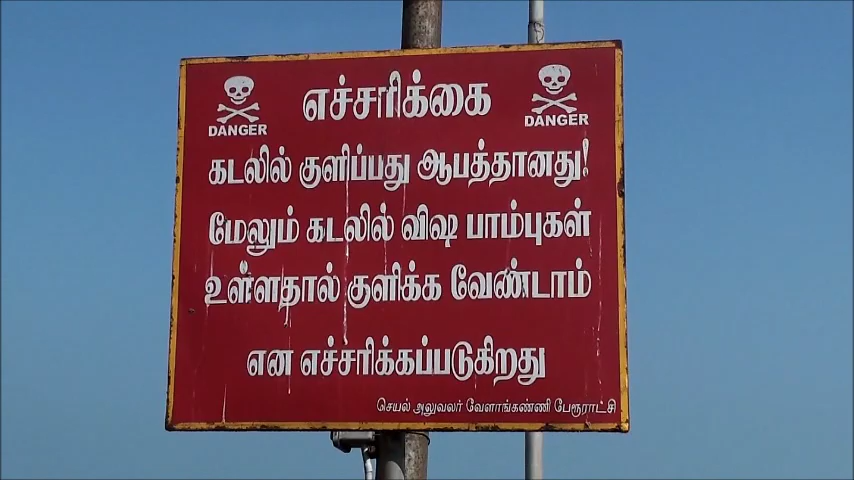 எச்சரிக்கை
DANGER DANGER
கடலில் குளிப்பது ஆபத்தானது!
மேலும் கடலில் விஷ பாம்புகள்
உள்ளதால் குளிக்க வேண்டாம்
என எச்சரிக்கப்படுகிறது
செயல் அலுவலர் வேளாங்கண்ணி பேரூராட்சி